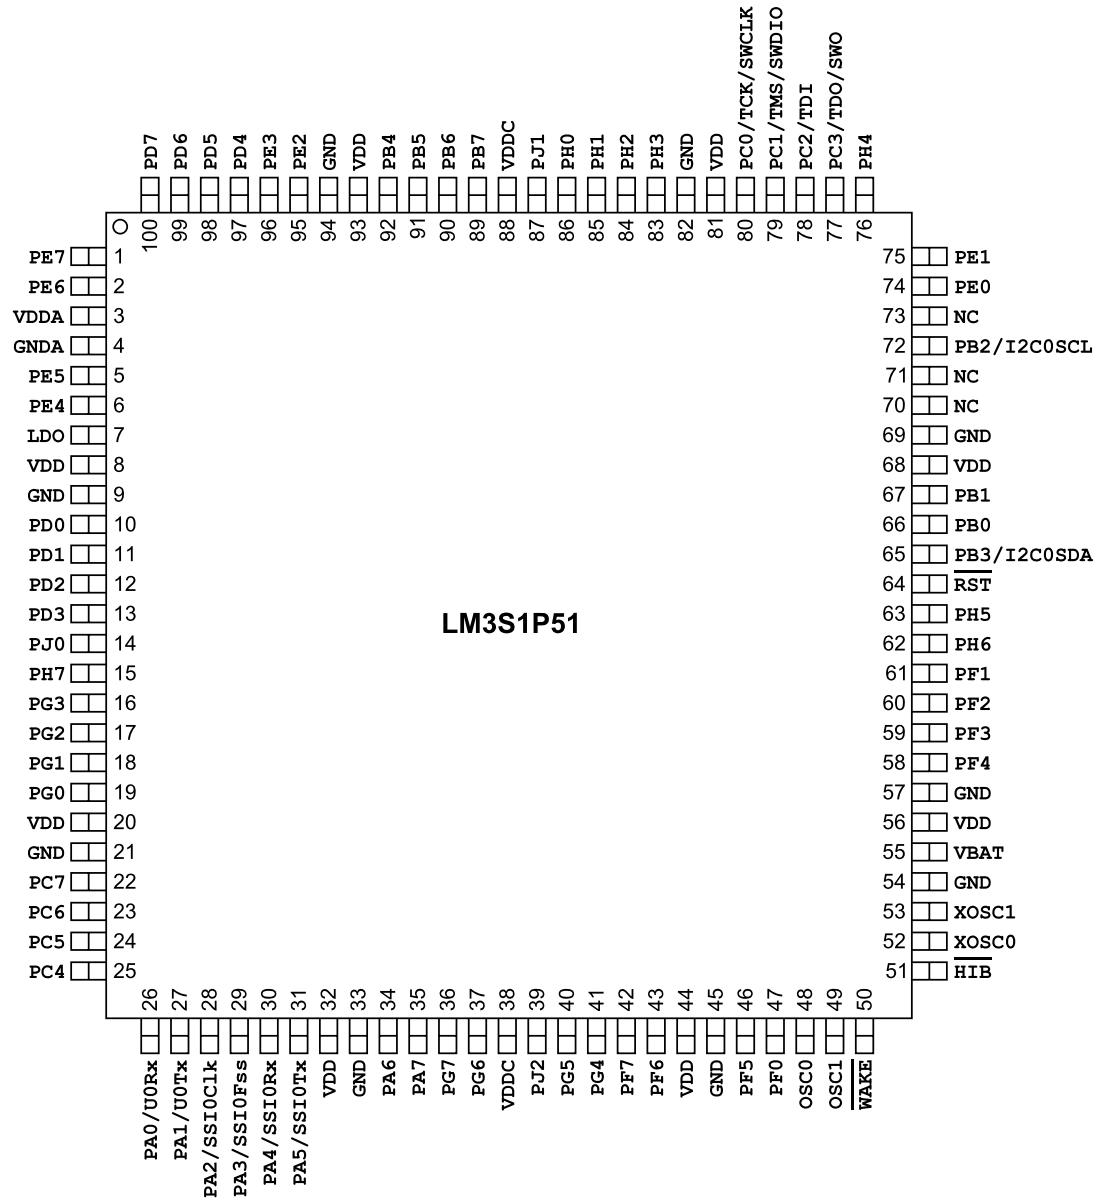 PD7
PD6
PD5
PD4
PE3
PE2
GND
VDD
PB4
PB5
PB6
PB7
VDDC
PJ1
PH0
PH1
PH2
PH3
GND
VDD
PC0/TCK/SWCLK
PC1/TMS/SWDIO
PC2/TDI
PC3/TDO/SWO
PH4
100
99
98
97
96
95
94
93
92
91
90
89
88
87
86
85
84
83
82
81
80
79
78
77
76
PE7 1
PE6 2
VDDA 3
GNDA 4
PE5 5
PE4 6
LDO 7
VDD 8
GND 9
PD0 10
PD1 11
PD2 12
PD3 13
PJ0 14
PH7 15
PG3 16
PG2 17
PG1 18
PG0 19
VDD 20
GND 21
PC7 22
PC6 23
PC5 24
PC4 25
LM3S1P51
75 PE1
74 PE0
73 NC
72 PB2/I2C0SCL
71 NC
70 NC
69 GND
68 VDD
67 PB1
66 PB0
65 PB3/I2C0SDA
64 RST
63 PH5
62 PH6
61 PF1
60 PF2
59 PF3
58 PF4
57 GND
56 VDD
55 VBAT
54 GND
53 XOSC1
52 XOSC0
51 HIB
26
27
28
29
30
31
32
33
34
35
36
37
38
39
40
41
42
43
44
45
46
47
48
49
50
PA0/U0Rx
PA1/U0Tx
PA2/SSI0Clk
PA3/SSI0Fss
PA4/SSI0Rx
PA5/SSI0Tx
VDD
GND
PA6
PA7
PG7
PG6
VDDC
PJ2
PG5
PG4
PF7
PF6
VDD
GND
PF5
PF0
OSC0
OSC1
WAKE